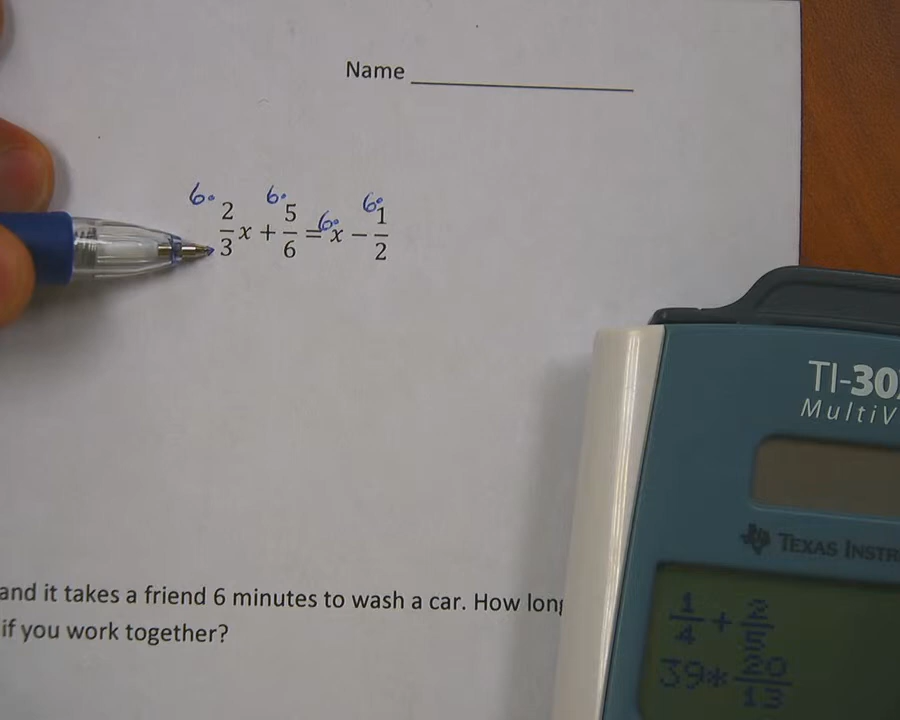 Name
6· 2/3 x + 6· 5/6 = 6· x − 6· 1/2
and it takes a friend 6 minutes to wash a car. How long
if you work together?
TI-30
MultiV
TEXAS INSTR
1/4 + 2/5
39* 20/13